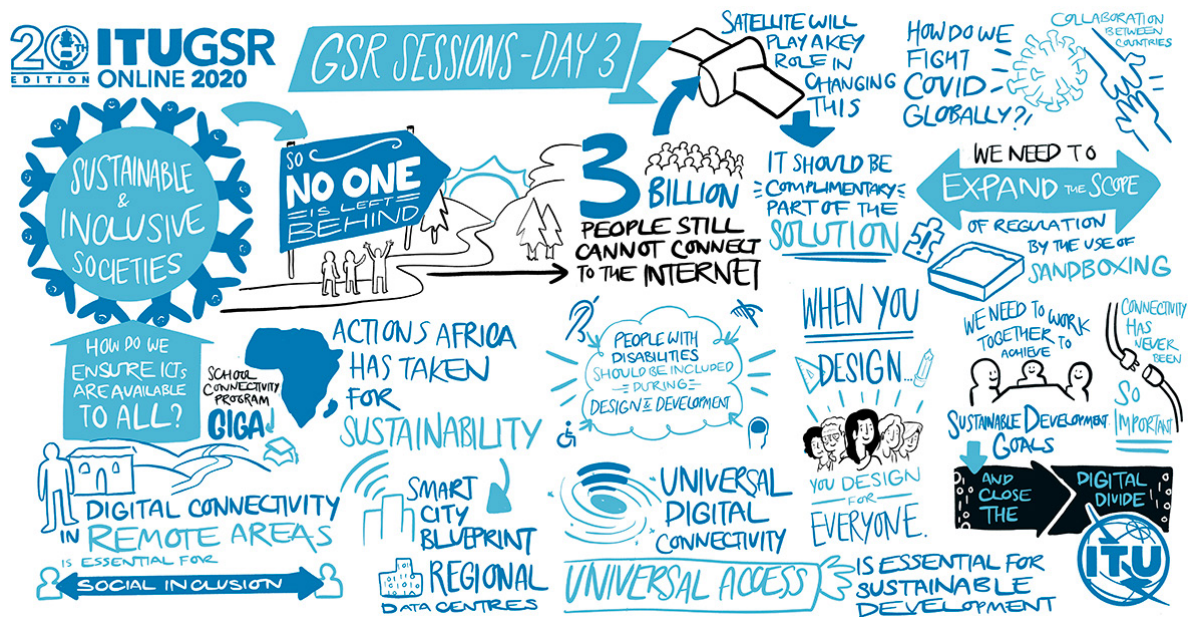 20TH
EDITION
ITUGSR
ONLINE 2020
GSR SESSIONS - DAY 3
SUSTAINABLE
&
INCLUSIVE
SOCIETIES
SO
NO ONE
IS LEFT
BEHIND
3
BILLION
PEOPLE STILL
CANNOT CONNECT
TO THE INTERNET
SATELLITE WILL
PLAY A KEY
ROLE IN
CHANGING
THIS
IT SHOULD BE
COMPLIMENTARY
PART OF THE
SOLUTION
HOW DO WE
FIGHT
COVID
GLOBALLY?!
COLLABORATION
BETWEEN
COUNTRIES
WE NEED TO
EXPAND THE SCOPE
OF REGULATION
BY THE USE OF
SANDBOXING
HOW DO WE
ENSURE ICTs
ARE AVAILABLE
TO ALL?
SCHOOL
CONNECTIVITY
PROGRAM
GIGA
ACTIONS AFRICA
HAS TAKEN
FOR
SUSTAINABILITY
SMART
CITY
BLUEPRINT
REGIONAL
DATA CENTRES
DIGITAL CONNECTIVITY
IN REMOTE AREAS
IS ESSENTIAL FOR
SOCIAL INCLUSION
PEOPLE WITH
DISABILITIES
SHOULD BE INCLUDED
DURING
DESIGN & DEVELOPMENT
UNIVERSAL
DIGITAL
CONNECTIVITY
UNIVERSAL ACCESS
IS ESSENTIAL FOR
SUSTAINABLE
DEVELOPMENT
WHEN YOU
DESIGN...
YOU DESIGN
FOR
EVERYONE.
WE NEED TO WORK
TOGETHER TO
ACHIEVE
SUSTAINABLE DEVELOPMENT
GOALS
AND
CLOSE
THE
DIGITAL
DIVIDE
CONNECTIVITY
HAS
NEVER
BEEN
SO
IMPORTANT
ITU